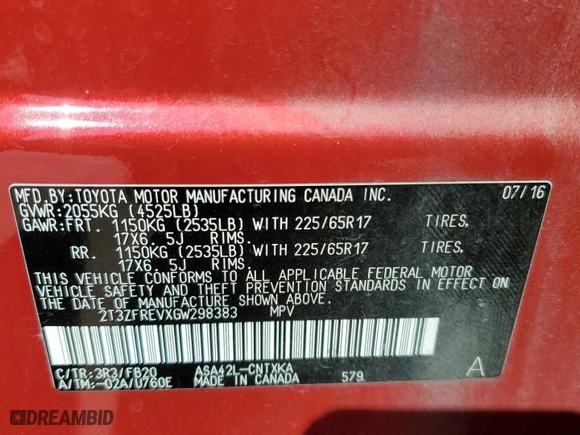 MFD.BY:TOYOTA MOTOR MANUFACTURING CANADA INC. 07/16
GVWR:2055KG (4525LB)
GAWR:FRT. 1150KG (2535LB) WITH 225/65R17 TIRES.
17X6.5J RIMS.
RR. 1150KG (2535LB) WITH 225/65R17 TIRES.
17X6.5J RIMS.
THIS VEHICLE CONFORMS TO ALL APPLICABLE FEDERAL MOTOR
VEHICLE SAFETY AND THEFT PREVENTION STANDARDS IN EFFECT ON
THE DATE OF MANUFACTURE SHOWN ABOVE.
2T3ZFREVXGW298383 MPV
C/TR:3R3/FB20 ASA42L-CNTXKA A
A/TM:-02A/U760E MADE IN CANADA 579
DREAMBID